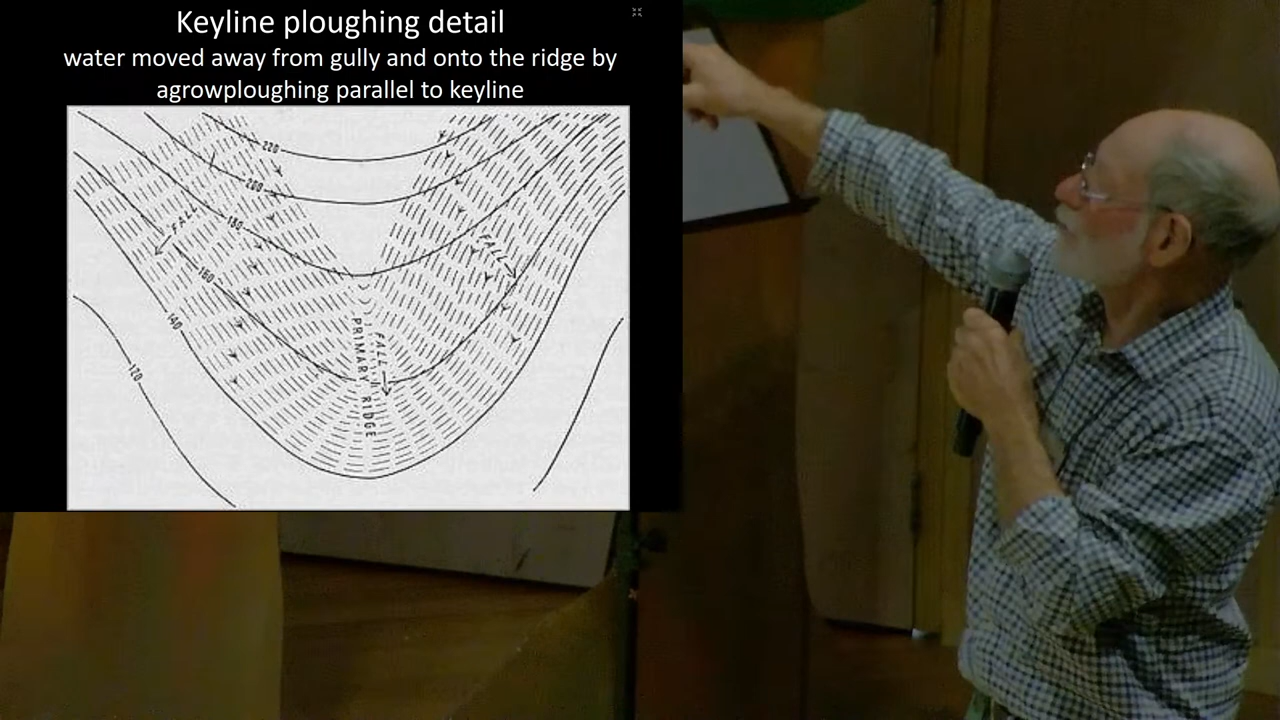 Keyline ploughing detail
water moved away from gully and onto the ridge by
agrowploughing parallel to keyline
220
200
180
160
140
120
FALL
FALL
FALL
PRIMARY RIDGE